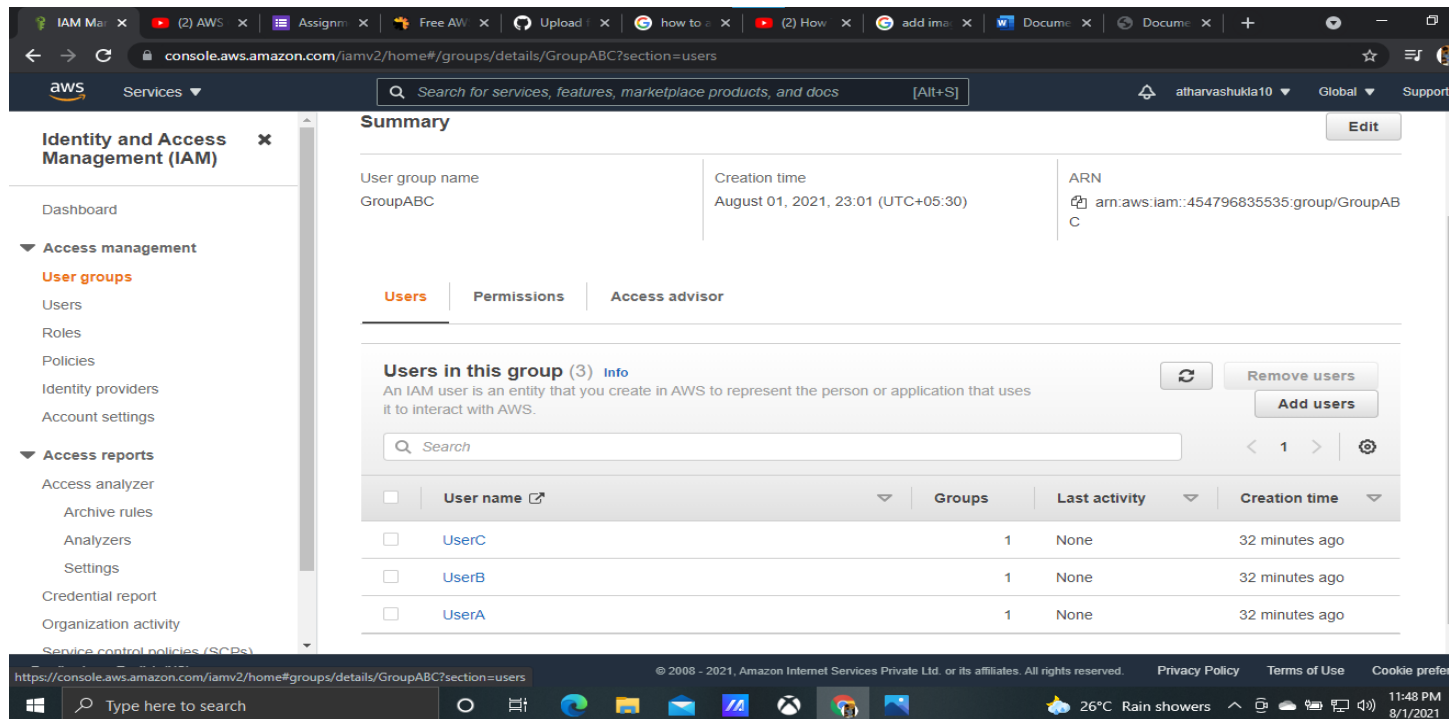 IAM Mar
(2) AWS
Assignm
Free AW
Upload f
how to a
(2) How
add ima
Docume
Docume
console.aws.amazon.com/iamv2/home#/groups/details/GroupABC?section=users
aws
Services
Search for services, features, marketplace products, and docs [Alt+S]
atharvashukla10
Global
Support
Identity and Access
Management (IAM)
Dashboard
Access management
User groups
Users
Roles
Policies
Identity providers
Account settings
Access reports
Access analyzer
Archive rules
Analyzers
Settings
Credential report
Organization activity
Service control policies (SCPs)
Summary
Edit
User group name
GroupABC
Creation time
August 01, 2021, 23:01 (UTC+05:30)
ARN
arn:aws:iam::454796835535:group/GroupAB
C
Users Permissions Access advisor
Users in this group (3) Info
An IAM user is an entity that you create in AWS to represent the person or application that uses
it to interact with AWS.
Remove users
Add users
Search
1
User name Groups Last activity Creation time
UserC 1 None 32 minutes ago
UserB 1 None 32 minutes ago
UserA 1 None 32 minutes ago
https://console.aws.amazon.com/iamv2/home#groups/details/GroupABC?section=users
© 2008 - 2021, Amazon Internet Services Private Ltd. or its affiliates. All rights reserved. Privacy Policy Terms of Use Cookie prefer
Type here to search
26°C Rain showers
11:48 PM
8/1/2021